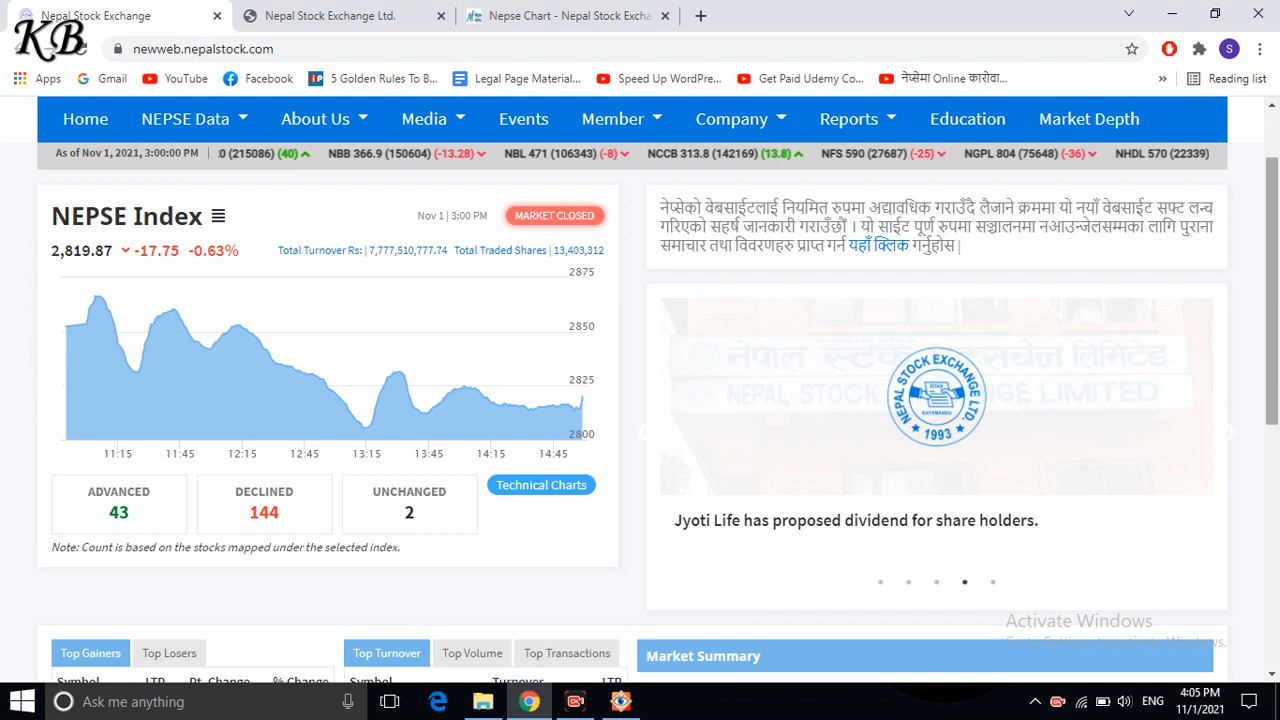 Nepal Stock Exchange
Nepal Stock Exchange Ltd.
Nepse Chart - Nepal Stock Excha
KB
newweb.nepalstock.com
S
Apps
Gmail
YouTube
Facebook
5 Golden Rules To B...
Legal Page Material...
Speed Up WordPre...
Get Paid Udemy Co...
नेप्सेमा Online कारोवा...
»
Reading list
Home
NEPSE Data
About Us
Media
Events
Member
Company
Reports
Education
Market Depth
As of Nov 1, 2021, 3:00:00 PM
0 (215086) (40) NBB 366.9 (150604) (-13.28) NBL 471 (106343) (-8) NCCB 313.8 (142169) (13.8) NFS 590 (27687) (-25) NGPL 804 (75648) (-36) NHDL 570 (22339)
NEPSE Index
Nov 1 | 3:00 PM
MARKET CLOSED
2,819.87 -17.75 -0.63%
Total Turnover Rs: | 7,777,510,777.74
Total Traded Shares | 13,403,312
2875
2850
2825
2800
11:15 11:45 12:15 12:45 13:15 13:45 14:15 14:45
ADVANCED
43
DECLINED
144
UNCHANGED
2
Technical Charts
Note: Count is based on the stocks mapped under the selected index.
नेप्सेको वेबसाईटलाई नियमित रुपमा अद्यावधिक गराउँदै लैजाने क्रममा यो नयाँ वेबसाईट सफ्ट लन्च
गरिएको सहर्ष जानकारी गराउँछौं । यो साईट पूर्ण रुपमा सञ्चालनमा नआउन्जेलसम्मका लागि पुराना
समाचार तथा विवरणहरु प्राप्त गर्न यहाँ क्लिक गर्नुहोस |
NEPAL STOCK EXCHANGE LTD.
STOCK
KATHMANDU
1993
Jyoti Life has proposed dividend for share holders.
Activate Windows
Top Gainers
Top Losers
Symbol LTP Pt. Change % Change
Top Turnover
Top Volume
Top Transactions
Symbol Turnover LTP
Market Summary
Ask me anything
ENG
4:05 PM
11/1/2021